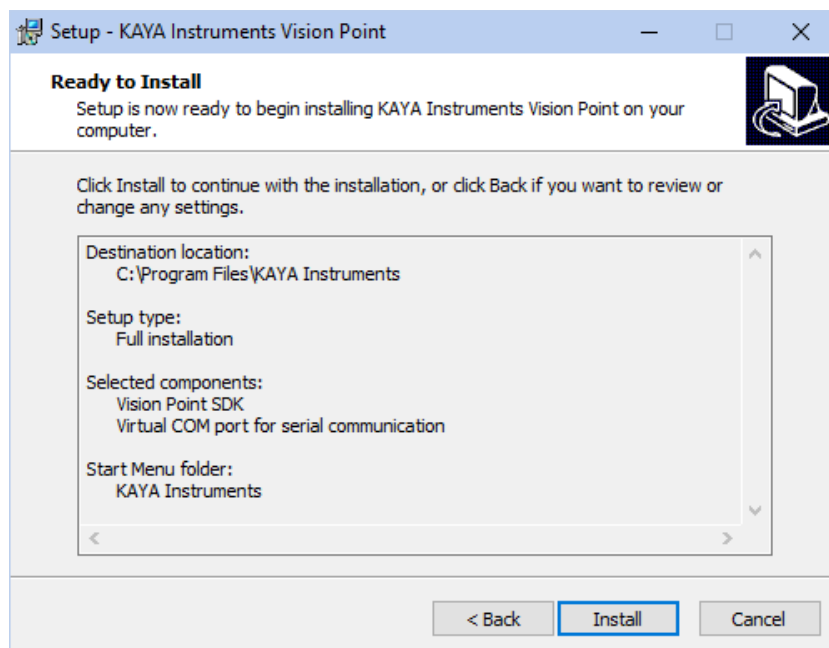 Setup - KAYA Instruments Vision Point
Ready to Install
Setup is now ready to begin installing KAYA Instruments Vision Point on your
computer.
Click Install to continue with the installation, or click Back if you want to review or
change any settings.
Destination location:
C:\Program Files\KAYA Instruments
Setup type:
Full installation
Selected components:
Vision Point SDK
Virtual COM port for serial communication
Start Menu folder:
KAYA Instruments
< Back
Install
Cancel